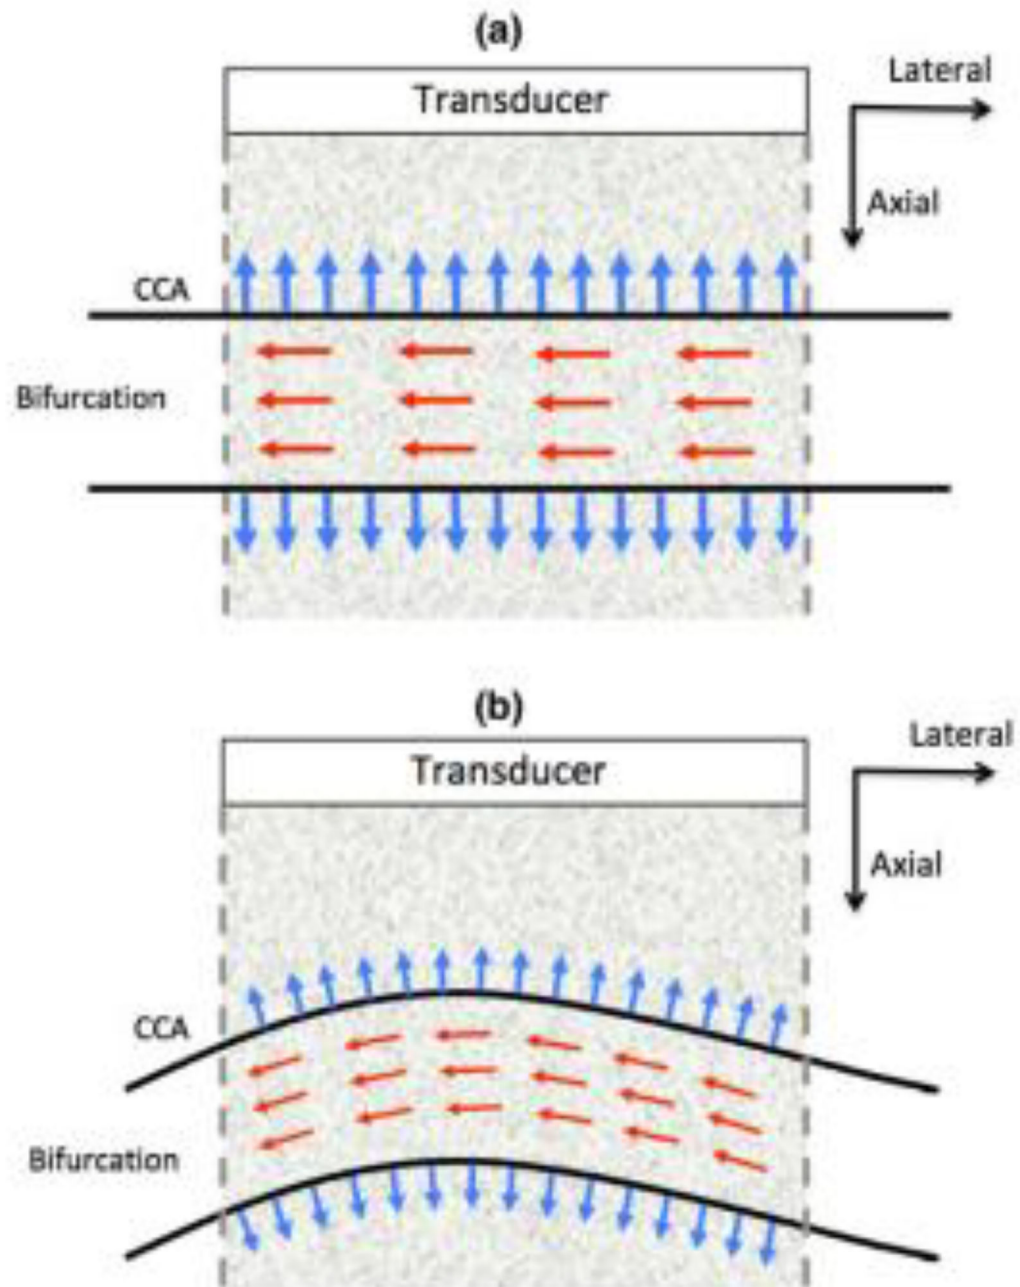 (a)
Transducer
Lateral
Axial
CCA
Bifurcation
(b)
Transducer
Lateral
Axial
CCA
Bifurcation